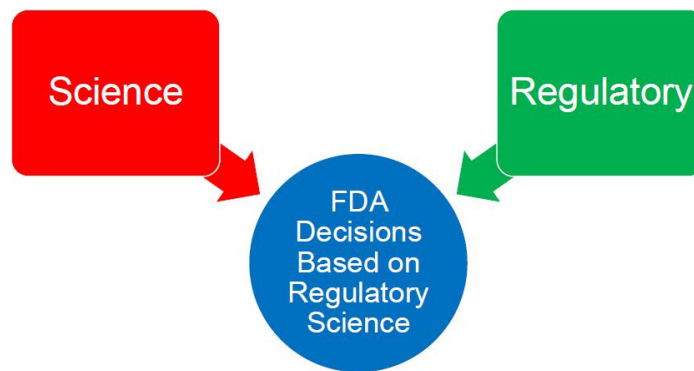 Science
Regulatory
FDA
Decisions
Based on
Regulatory
Science